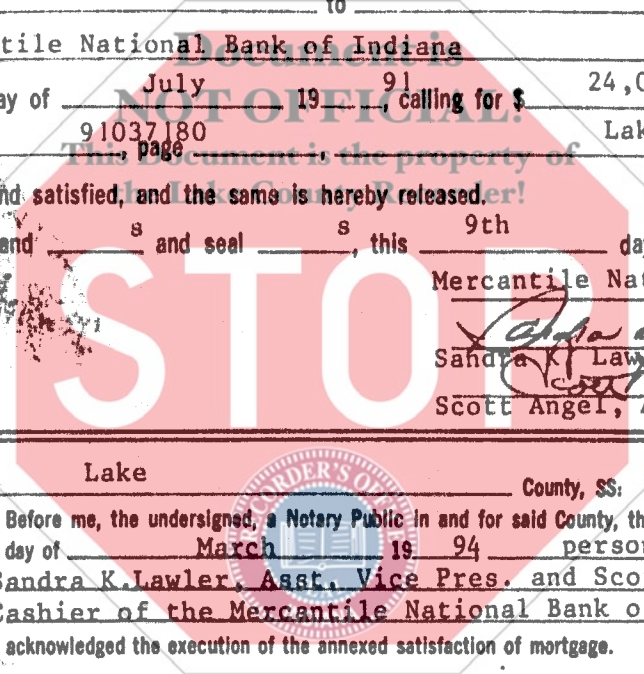 to
tile National Bank of Indiana
Document is
ay of July 19 91, calling for $ 24,0
NOT OFFICIAL!
91037180 Lak
, page ,
This Document is the property of
the Lake County Recorder!
nd satisfied, and the same is hereby released.
and s and seal s, this 9th da
Mercantile Nat
STOP
Sandra K. Law
Scott Angel, A
Lake County, SS:
RECORDER'S OF
Before me, the undersigned, a Notary Public in and for said County, th
day of March 19 94 person
Sandra K.Lawler, Asst. Vice Pres. and Sco
Cashier of the Mercantile National Bank o
acknowledged the execution of the annexed satisfaction of mortgage.